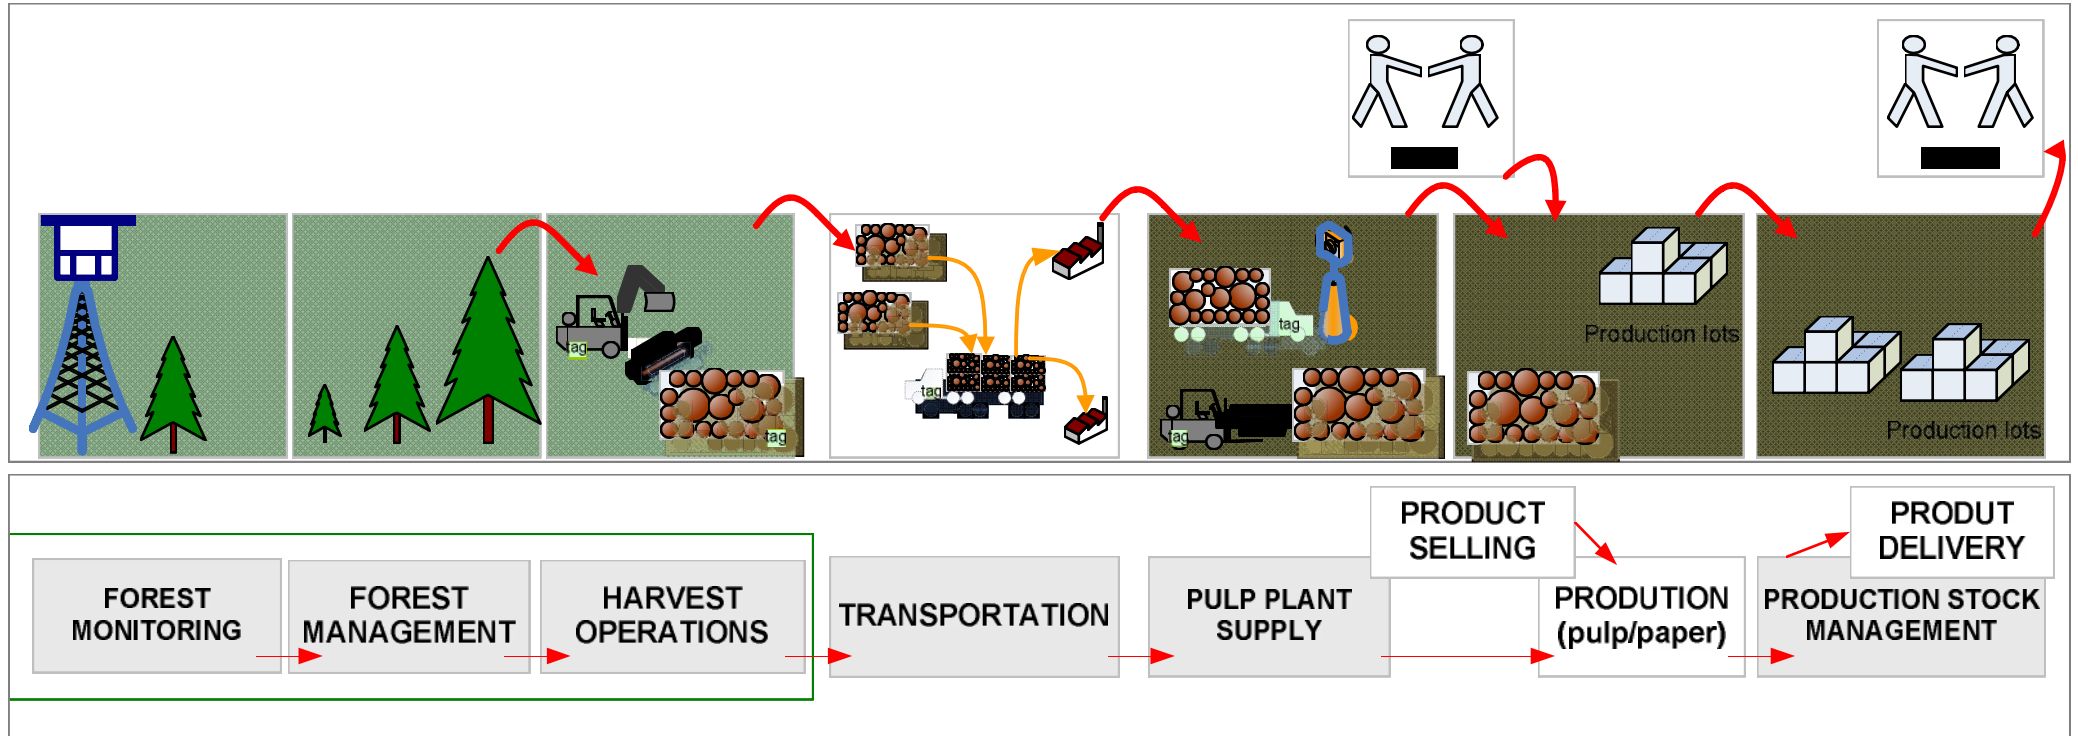 tag
tag
tag
tag
tag
Production lots
Production lots
PRODUCT
SELLING
PRODUT
DELIVERY
FOREST
MONITORING
FOREST
MANAGEMENT
HARVEST
OPERATIONS
TRANSPORTATION
PULP PLANT
SUPPLY
PRODUTION
(pulp/paper)
PRODUCTION STOCK
MANAGEMENT